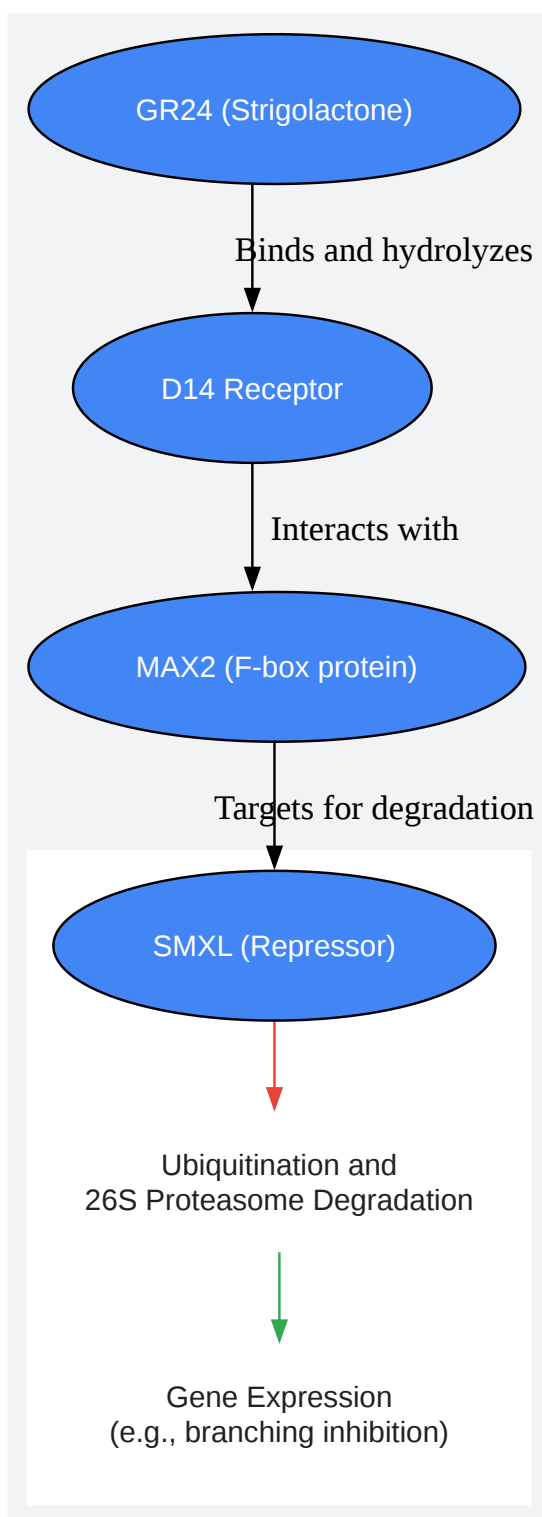 GR24 (Strigolactone)
Binds and hydrolyzes
D14 Receptor
Interacts with
MAX2 (F-box protein)
Targets for degradation
SMXL (Repressor)
Ubiquitination and
26S Proteasome Degradation
Gene Expression
(e.g., branching inhibition)